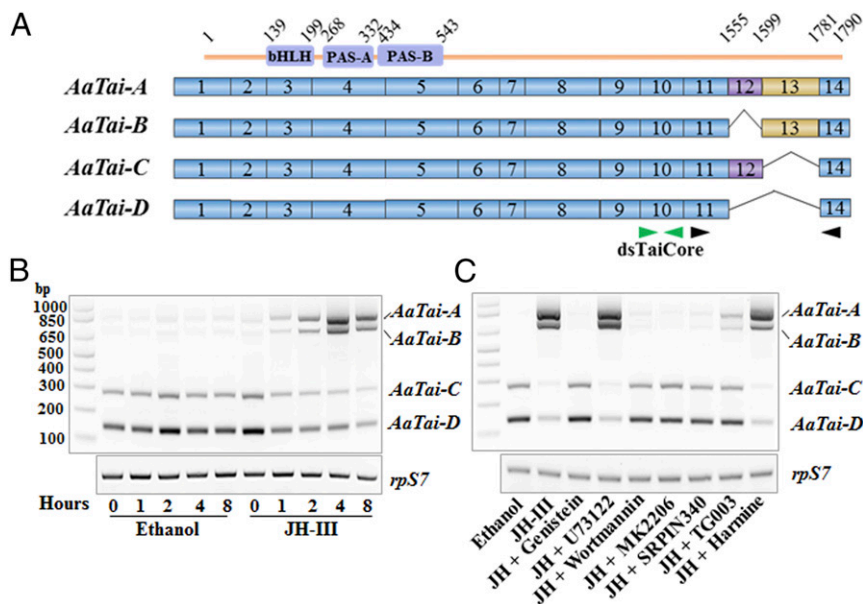 A
1 139 199 268 332 434 543 1555 1599 1781 1790
bHLH PAS-A PAS-B
AaTai-A 1 2 3 4 5 6 7 8 9 10 11 12 13 14
AaTai-B 1 2 3 4 5 6 7 8 9 10 11 13 14
AaTai-C 1 2 3 4 5 6 7 8 9 10 11 12 14
AaTai-D 1 2 3 4 5 6 7 8 9 10 11 14
dsTaiCore
B
bp
1000
850
650
500
400
300
200
100
AaTai-A
AaTai-B
AaTai-C
AaTai-D
rpS7
Hours 0 1 2 4 8 0 1 2 4 8
Ethanol JH-III
C
AaTai-A
AaTai-B
AaTai-C
AaTai-D
rpS7
Ethanol
JH-III
JH + Genistein
JH + U73122
JH + Wortmannin
JH + MK2206
JH + SRPIN340
JH + TG003
JH + Harmine